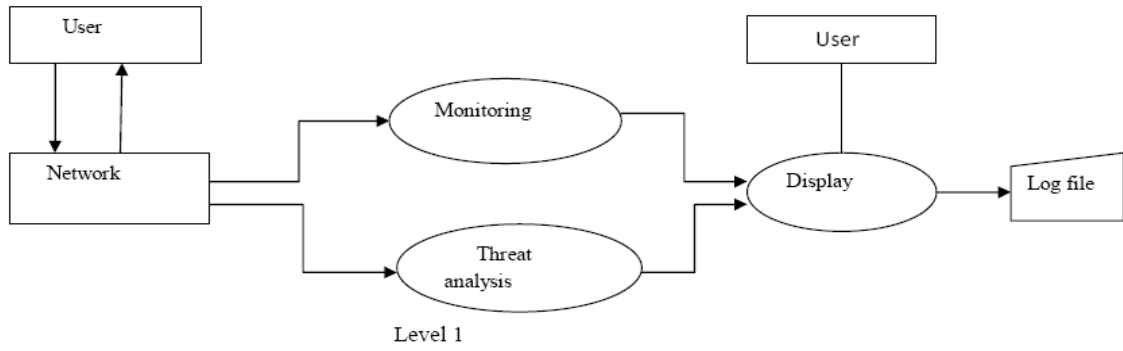 User
User
Monitoring
Network
Display
Log file
Threat
analysis
Level 1